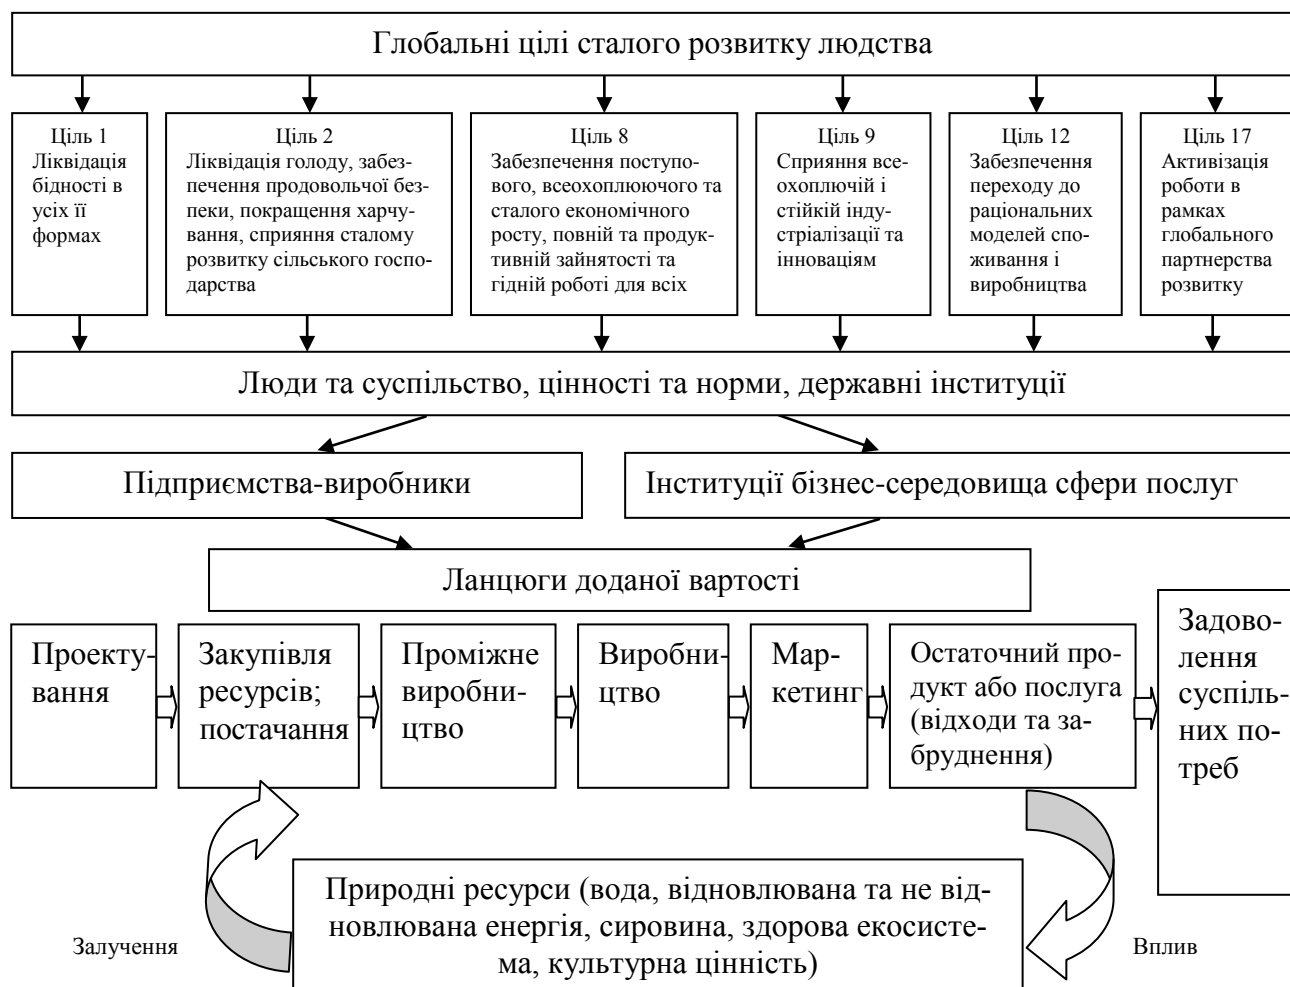 Глобальні цілі сталого розвитку людства
Ціль 1
Ліквідація
бідності в
усіх її
формах
Ціль 2
Ліквідація голоду, забез-
печення продовольчої без-
пеки, покращення харчу-
вання, сприяння сталому
розвитку сільського госпо-
дарства
Ціль 8
Забезпечення поступо-
вого, всеохоплюючого та
сталого економічного
росту, повній та продук-
тивній зайнятості та
гідній роботі для всіх
Ціль 9
Сприяння все-
охоплючій і
стійкій інду-
стріалізації та
інноваціям
Ціль 12
Забезпечення
переходу до
раціональних
моделей спо-
живання і
виробництва
Ціль 17
Активізація
роботи в
рамках
глобального
партнерства
розвитку
Люди та суспільство, цінності та норми, державні інституції
Підприємства-виробники
Інституції бізнес-середовища сфери послуг
Ланцюги доданої вартості
Проекту-
вання
Закупівля
ресурсів;
постачання
Проміжне
виробни-
цтво
Виробни-
цтво
Мар-
кетинг
Остаточний про-
дукт або послуга
(відходи та за-
бруднення)
Задово-
лення
суспіль-
них по-
треб
Природні ресурси (вода, відновлювана та не від-
новлювана енергія, сировина, здорова екосисте-
ма, культурна цінність)
Залучення
Вплив